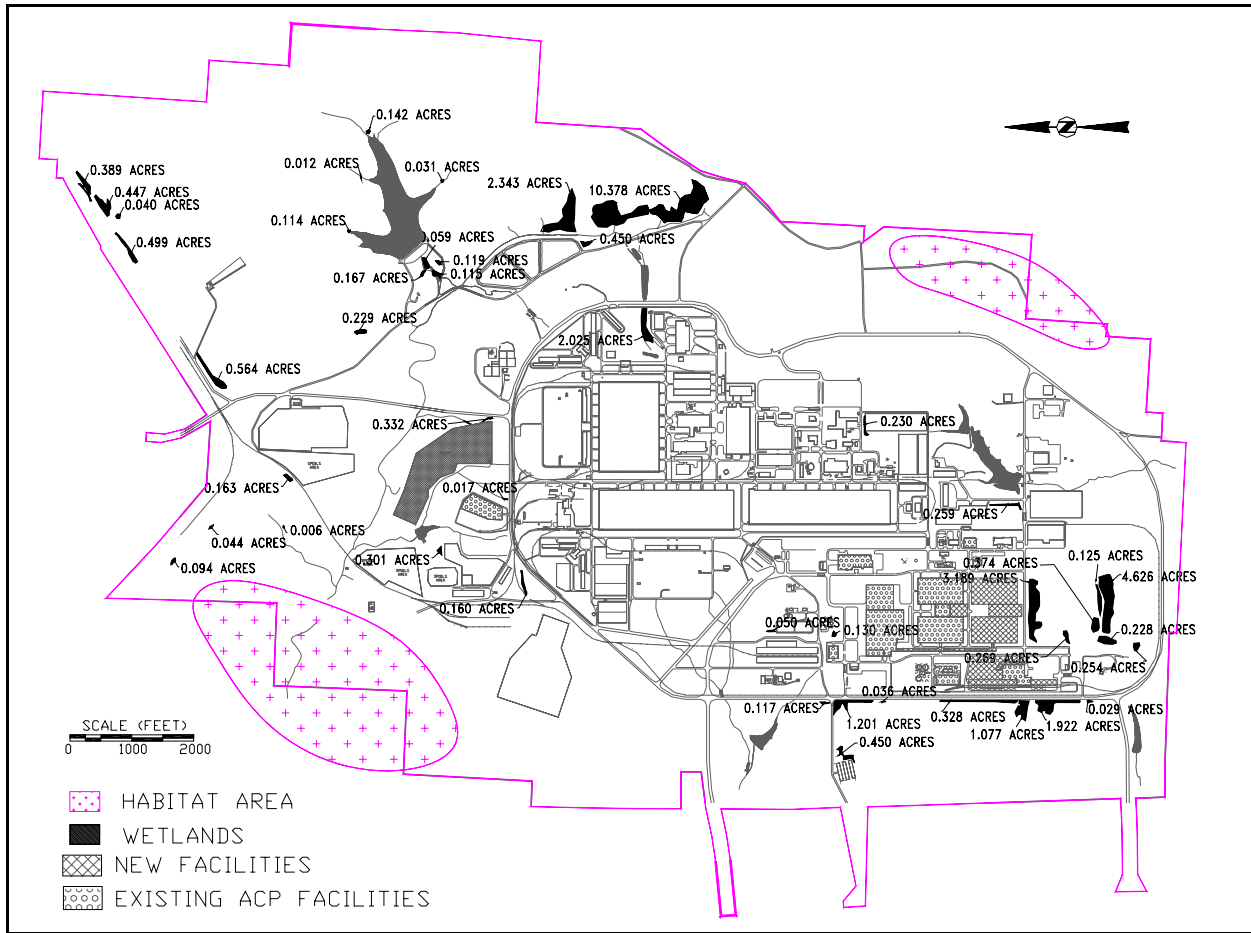 0.142 ACRES
0.012 ACRES
0.031 ACRES
0.389 ACRES
0.447 ACRES
0.040 ACRES
2.343 ACRES
10.378 ACRES
Z
0.114 ACRES
0.499 ACRES
0.059 ACRES
0.450 ACRES
0.119 ACRES
0.167 ACRES
0.115 ACRES
0.229 ACRES
2.025 ACRES
0.564 ACRES
0.332 ACRES
0.230 ACRES
SPOILS
AREA
0.163 ACRES
0.017 ACRES
0.259 ACRES
0.006 ACRES
0.044 ACRES
0.301 ACRES
0.094 ACRES
SPOILS
AREA
SPOILS
AREA
0.125 ACRES
0.374 ACRES
3.189 ACRES
4.626 ACRES
0.160 ACRES
0.050 ACRES
0.130 ACRES
0.228 ACRES
0.269 ACRES
0.254 ACRES
0.036 ACRES
0.117 ACRES
1.201 ACRES
0.328 ACRES
1.077 ACRES
1.922 ACRES
0.029 ACRES
0.450 ACRES
SCALE (FEET)
0 1000 2000
HABITAT AREA
WETLANDS
NEW FACILITIES
EXISTING ACP FACILITIES